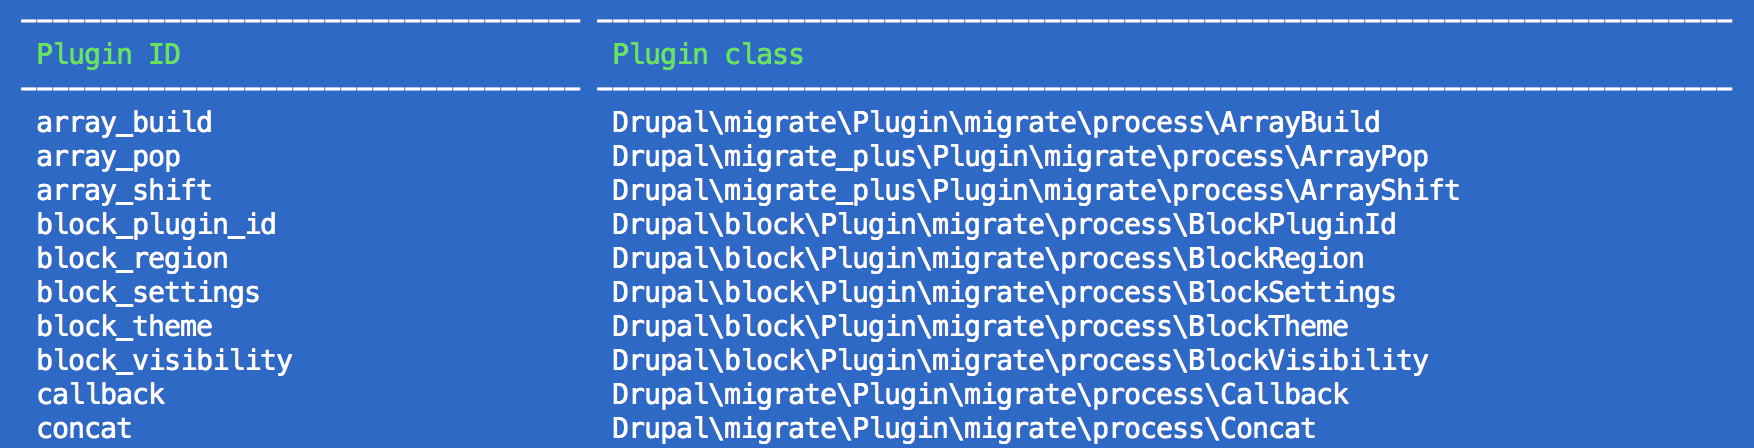 Plugin ID Plugin class
array_build Drupal\migrate\Plugin\migrate\process\ArrayBuild
array_pop Drupal\migrate_plus\Plugin\migrate\process\ArrayPop
array_shift Drupal\migrate_plus\Plugin\migrate\process\ArrayShift
block_plugin_id Drupal\block\Plugin\migrate\process\BlockPluginId
block_region Drupal\block\Plugin\migrate\process\BlockRegion
block_settings Drupal\block\Plugin\migrate\process\BlockSettings
block_theme Drupal\block\Plugin\migrate\process\BlockTheme
block_visibility Drupal\block\Plugin\migrate\process\BlockVisibility
callback Drupal\migrate\Plugin\migrate\process\Callback
concat Drupal\migrate\Plugin\migrate\process\Concat